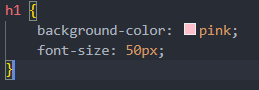 h1 {
background-color: pink;
font-size: 50px;
}